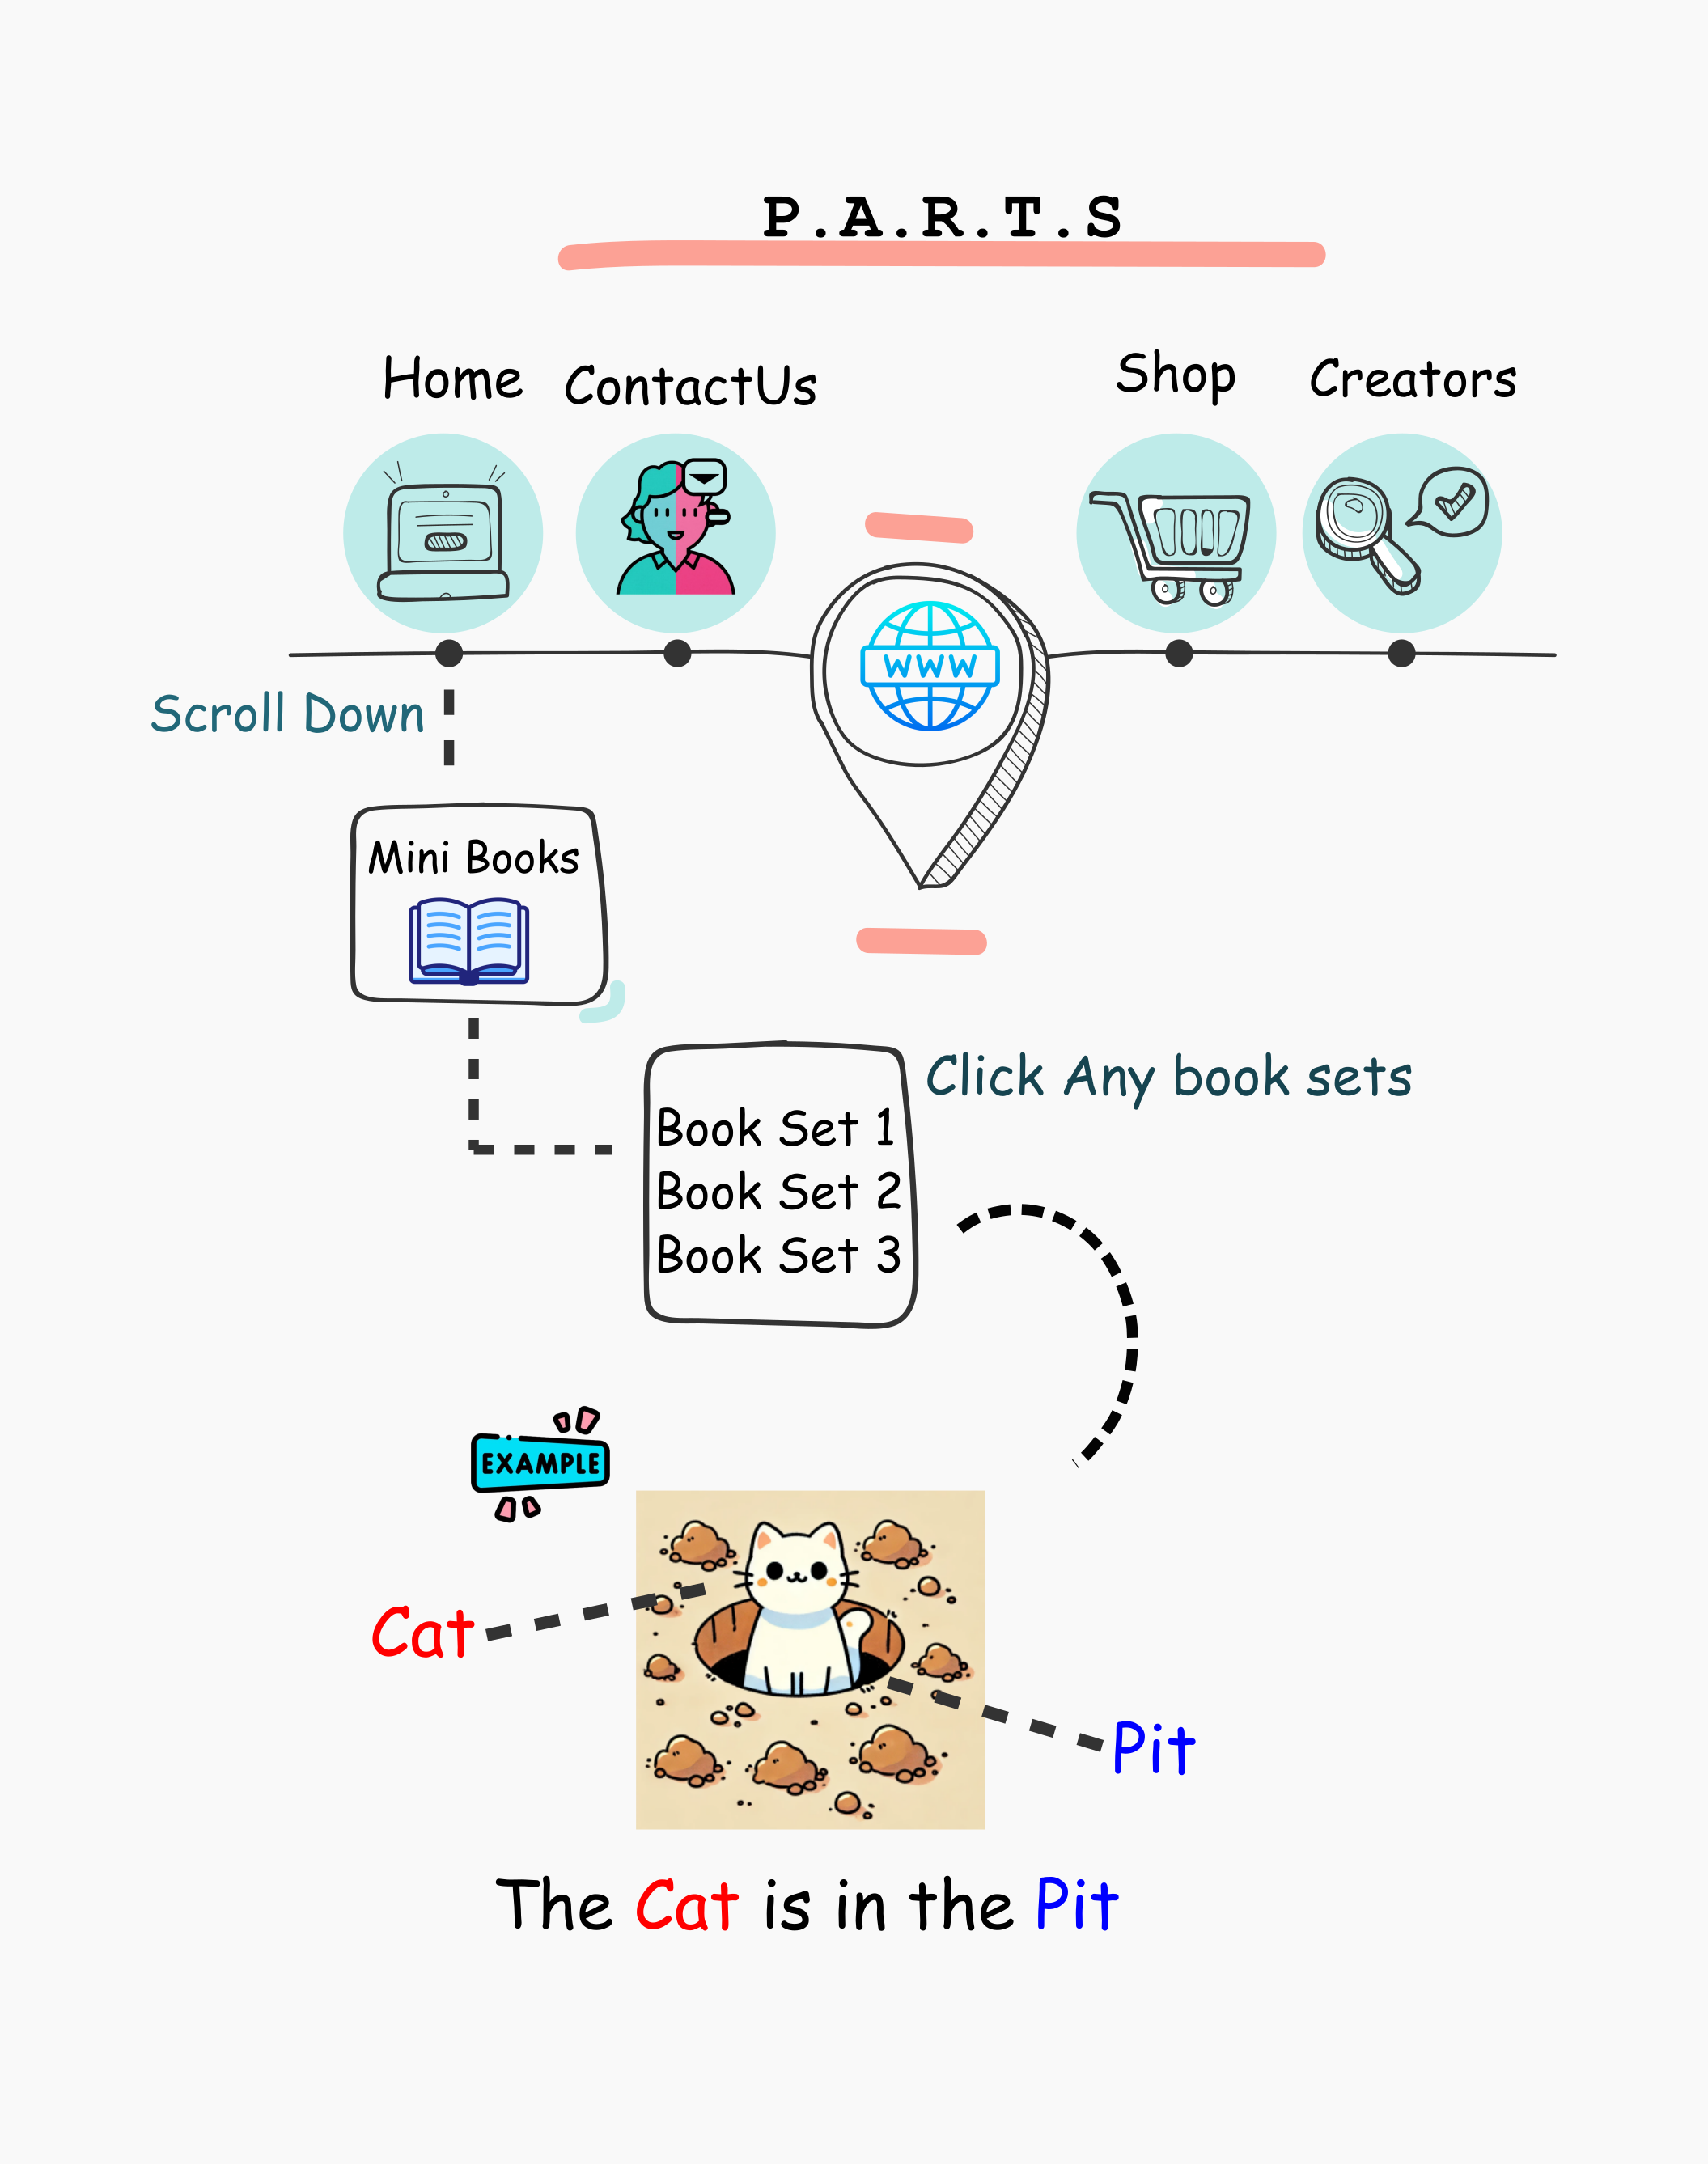 P.A.R.T.S
Home
ContactUs
Shop
Creators
WWW
Scroll Down
Mini Books
Click Any book sets
Book Set 1
Book Set 2
Book Set 3
EXAMPLE
Cat
Pit
The Cat is in the Pit